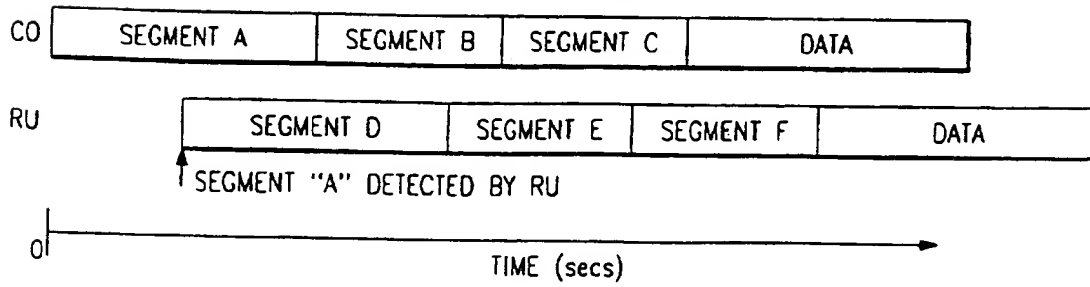 CO SEGMENT A SEGMENT B SEGMENT C DATA
RU SEGMENT D SEGMENT E SEGMENT F DATA
SEGMENT "A" DETECTED BY RU
0
TIME (secs)